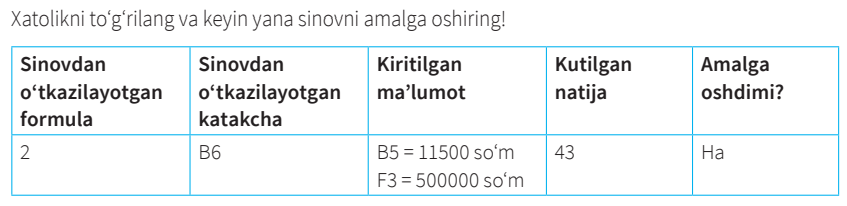 Xatolikni to‘g‘rilang va keyin yana sinovni amalga oshiring!
Sinovdan o‘tkazilayotgan formula
Sinovdan o‘tkazilayotgan katakcha
Kiritilgan ma’lumot
Kutilgan natija
Amalga oshdimi?
2
B6
B5 = 11500 so‘m
F3 = 500000 so‘m
43
Ha